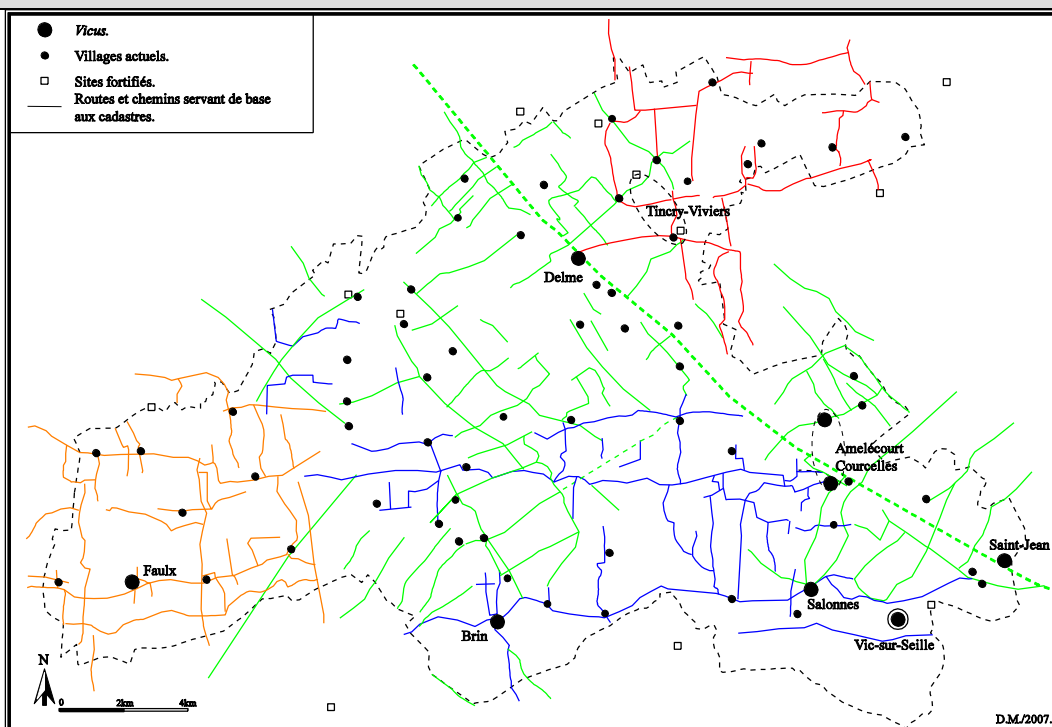 Vicus.
Villages actuels.
Sites fortifiés.
Routes et chemins servant de base
aux cadastres.
Tincry-Viviers
Delme
Amelécourt
Courcelles
Saint-Jean
Faulx
Salonnes
Brin
Vic-sur-Seille
N
0 2km 4km
D.M./2007.